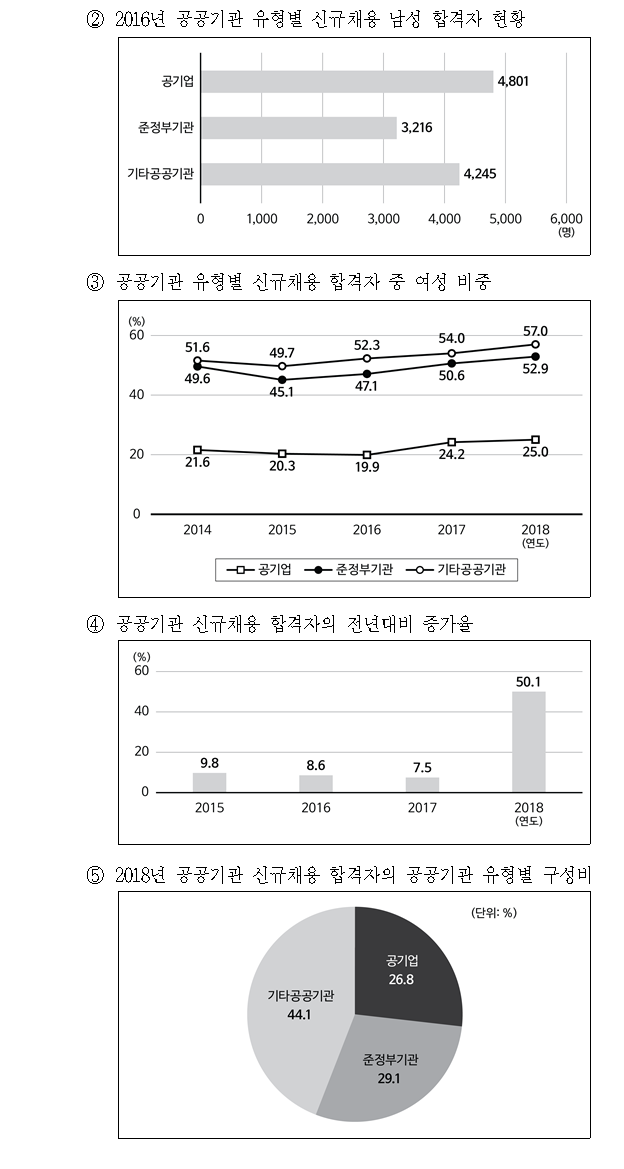 ② 2016년 공공기관 유형별 신규채용 남성 합격자 현황
공기업 4,801
준정부기관 3,216
기타공공기관 4,245
0 1,000 2,000 3,000 4,000 5,000 6,000
(명)
③ 공공기관 유형별 신규채용 합격자 중 여성 비중
(%)
60
51.6 49.7 52.3 54.0 57.0
49.6 45.1 47.1 50.6 52.9
40
20
21.6 20.3 19.9 24.2 25.0
0
2014 2015 2016 2017 2018
(연도)
공기업 준정부기관 기타공공기관
④ 공공기관 신규채용 합격자의 전년대비 증가율
(%)
60
50.1
40
20
9.8 8.6 7.5
0
2015 2016 2017 2018
(연도)
⑤ 2018년 공공기관 신규채용 합격자의 공공기관 유형별 구성비
(단위: %)
공기업
26.8
기타공공기관
44.1
준정부기관
29.1